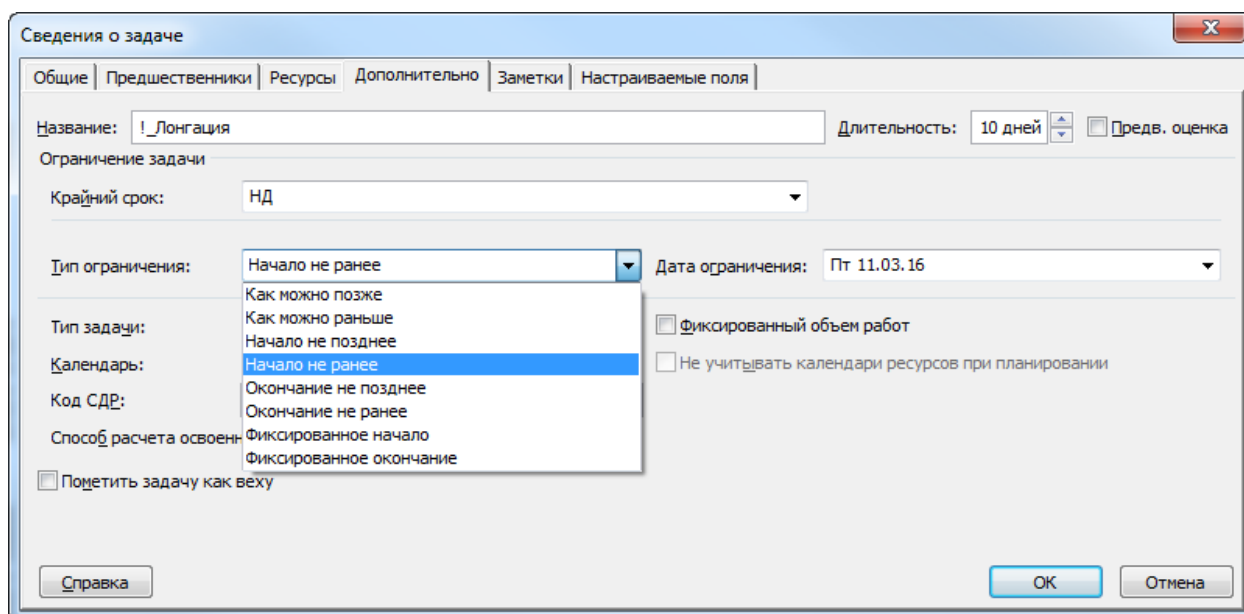 Сведения о задаче
Общие Предшественники Ресурсы Дополнительно Заметки Настраиваемые поля
Название: !_Лонгация Длительность: 10 дней Предв. оценка
Ограничение задачи
Крайний срок: НД
Тип ограничения: Начало не ранее Дата ограничения: Пт 11.03.16
Как можно позже
Как можно раньше
Тип задачи: Фиксированный объем работ
Начало не позднее
Календарь: Начало не ранее Не учитывать календари ресурсов при планировании
Окончание не позднее
Код СДР:
Окончание не ранее
Способ расчета освоенн Фиксированное начало
Фиксированное окончание
Пометить задачу как веху
Справка ОК Отмена